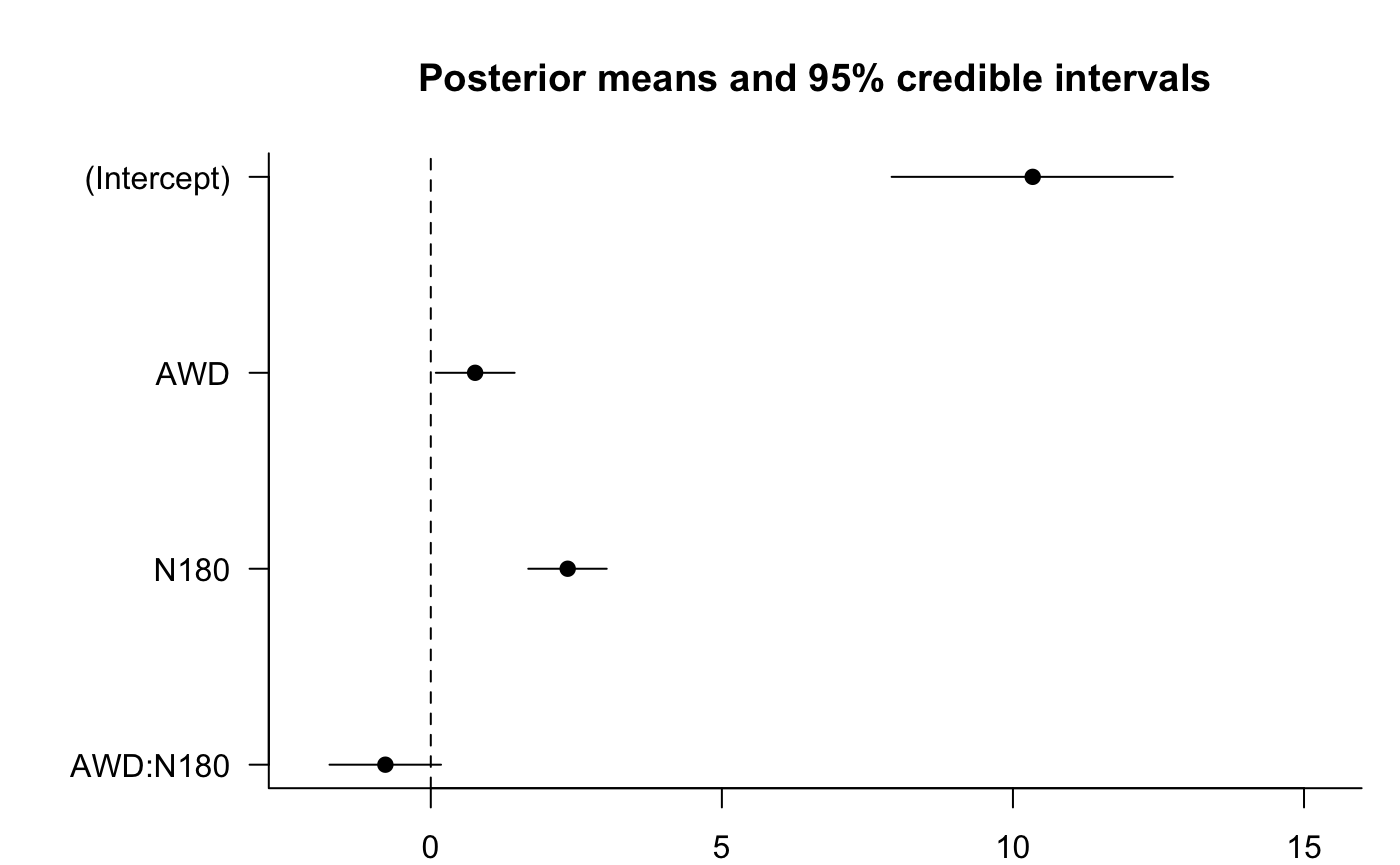 Posterior means and 95% credible intervals
(Intercept)
AWD
N180
AWD:N180
0 5 10 15